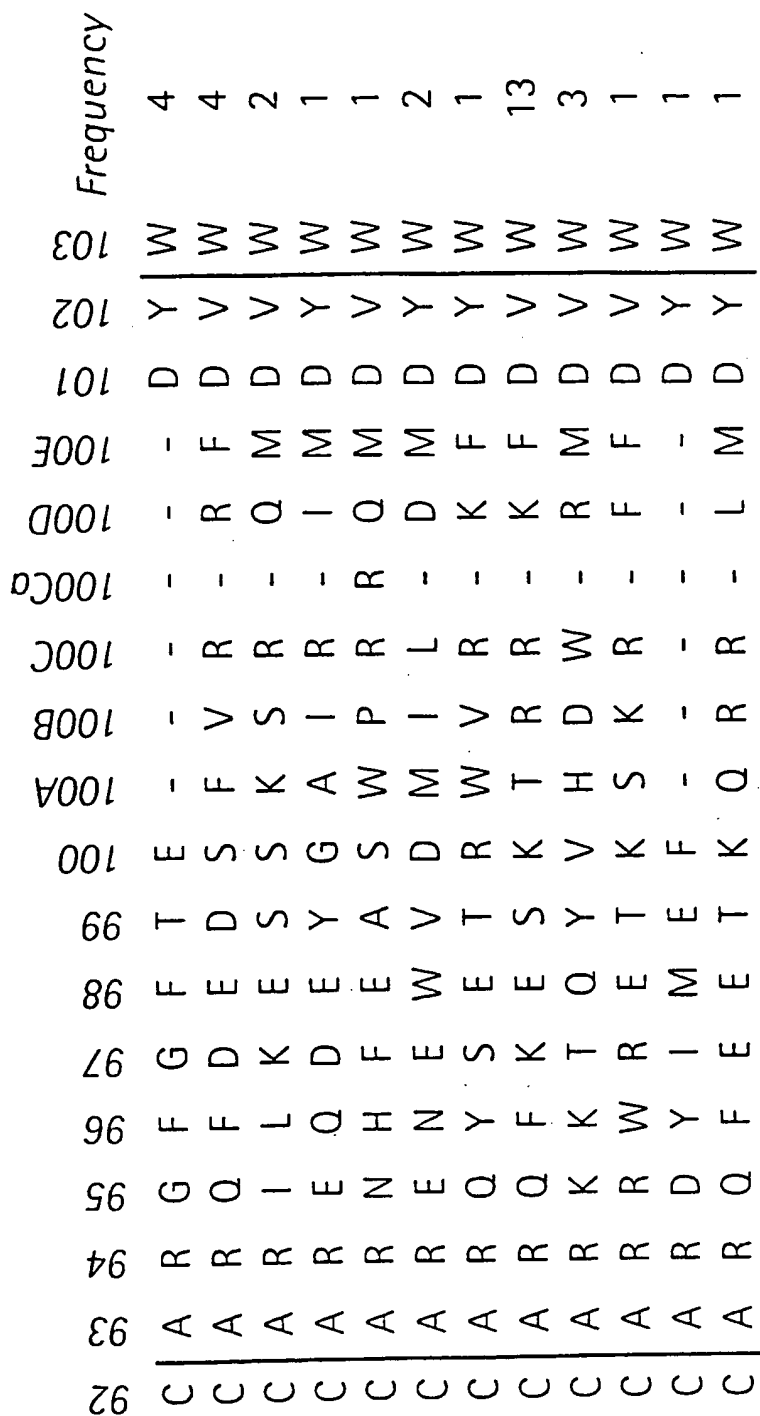 92 93 94 95 96 97 98 99 100 100A 100B 100C 100Ca 100D 100E 101 102 103 Frequency
C A R G F G F T E - - - - - - D Y W 4
C A R Q F D E D S F V R - R F D V W 4
C A R I L K E S S K S R - Q M D V W 2
C A R E Q D E Y G A I R - I M D Y W 1
C A R N H F E A S W P R R Q M D V W 1
C A R E N E W V D M I L - D M D Y W 2
C A R Q Y S E T R W V R - K F D Y W 1
C A R Q F K E S K T R R - K F D V W 13
C A R K K T Q Y V H D W - R M D V W 3
C A R R W R E T K S K R - F F D V W 1
C A R D Y I M E F - - - - - - D Y W 1
C A R Q F E E T K Q R R - L M D Y W 1